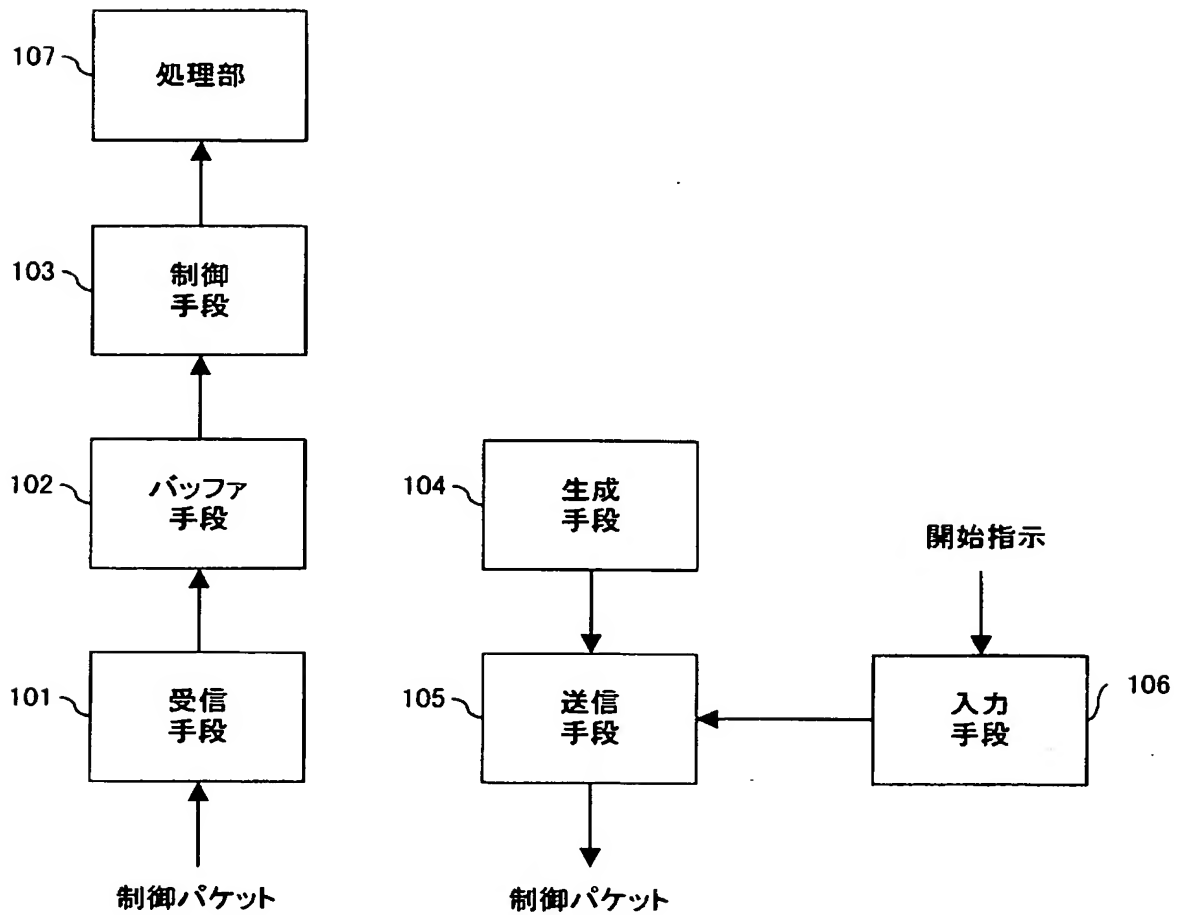 107
処理部
103
制御
手段
102
バッファ
手段
104
生成
手段
開始指示
101
受信
手段
105
送信
手段
入力
手段
106
制御パケット
制御パケット